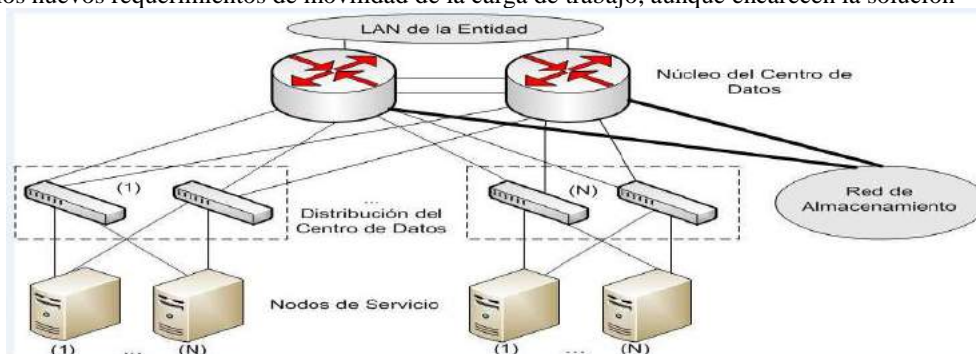 los nuevos requerimientos de movilidad de la carga de trabajo, aunque encarecen la solución
LAN de la Entidad
Núcleo del Centro de
Datos
(1)
...
(N)
Distribución del
Centro de Datos
Red de
Almacenamiento
Nodos de Servicio
(1) ... (N)
(1) ... (N)